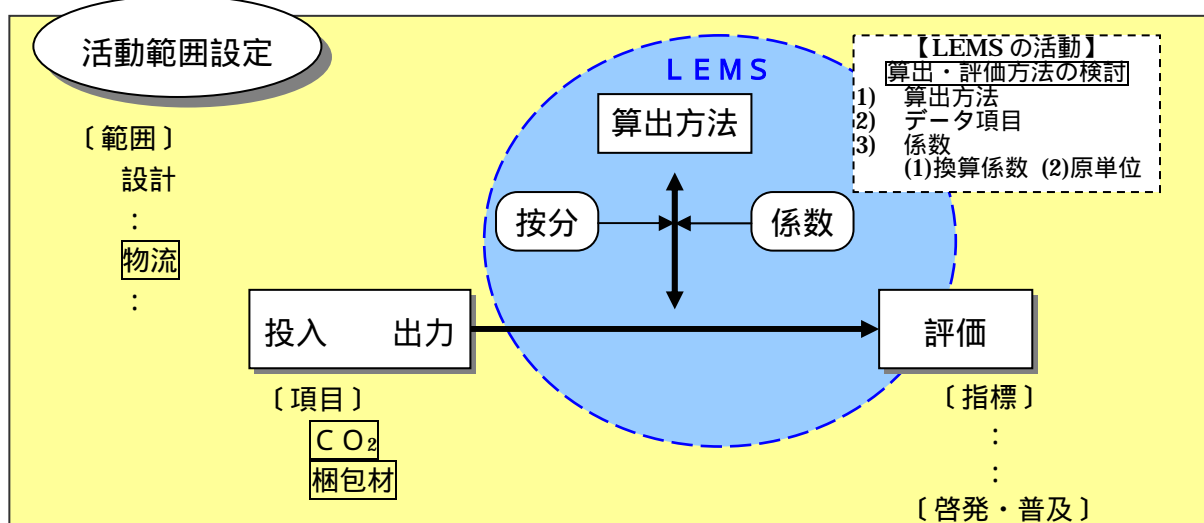 活動範囲設定
〔範囲〕
設計
：
物流
：
LEMS
算出方法
按分
係数
【LEMSの活動】
算出・評価方法の検討
1) 算出方法
2) データ項目
3) 係数
(1)換算係数 (2)原単位
投入 出力
評価
〔項目〕
ＣＯ₂
梱包材
〔指標〕
：
：
〔啓発・普及〕